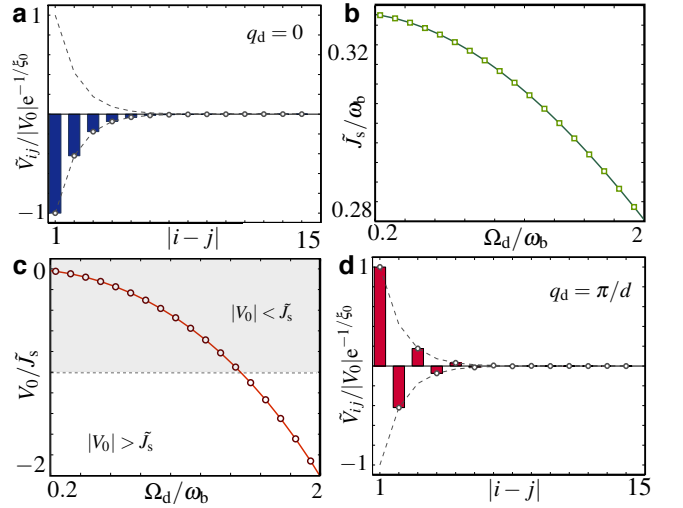 a
1
q_d = 0
Ṽ_ij/|V_0|e^{−1/ξ_0}
−1
1
|i − j|
15
b
0.32
J̃_s/ω_b
0.28
0.2
Ω_d/ω_b
2
c
0
|V_0| < J̃_s
V_0/J̃_s
|V_0| > J̃_s
−2
0.2
Ω_d/ω_b
2
d
1
q_d = π/d
Ṽ_ij/|V_0|e^{−1/ξ_0}
−1
1
|i − j|
15